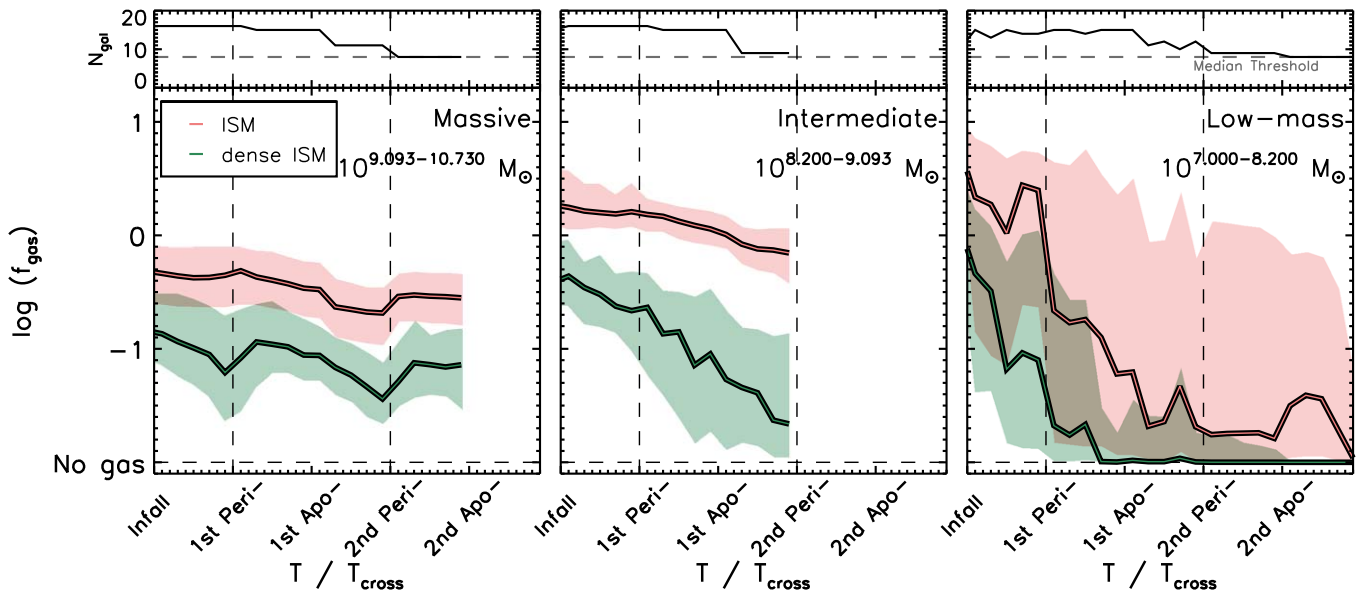 20
10
0
N_gal
Median Threshold
ISM
dense ISM
Massive
10^9.093−10.730 M_⊙
Intermediate
10^8.200−9.093 M_⊙
Low−mass
10^7.000−8.200 M_⊙
1
0
−1
No gas
log (f_gas)
Infall
1st Peri−
1st Apo−
2nd Peri−
2nd Apo−
Infall
1st Peri−
1st Apo−
2nd Peri−
2nd Apo−
Infall
1st Peri−
1st Apo−
2nd Peri−
2nd Apo−
T / T_cross
T / T_cross
T / T_cross